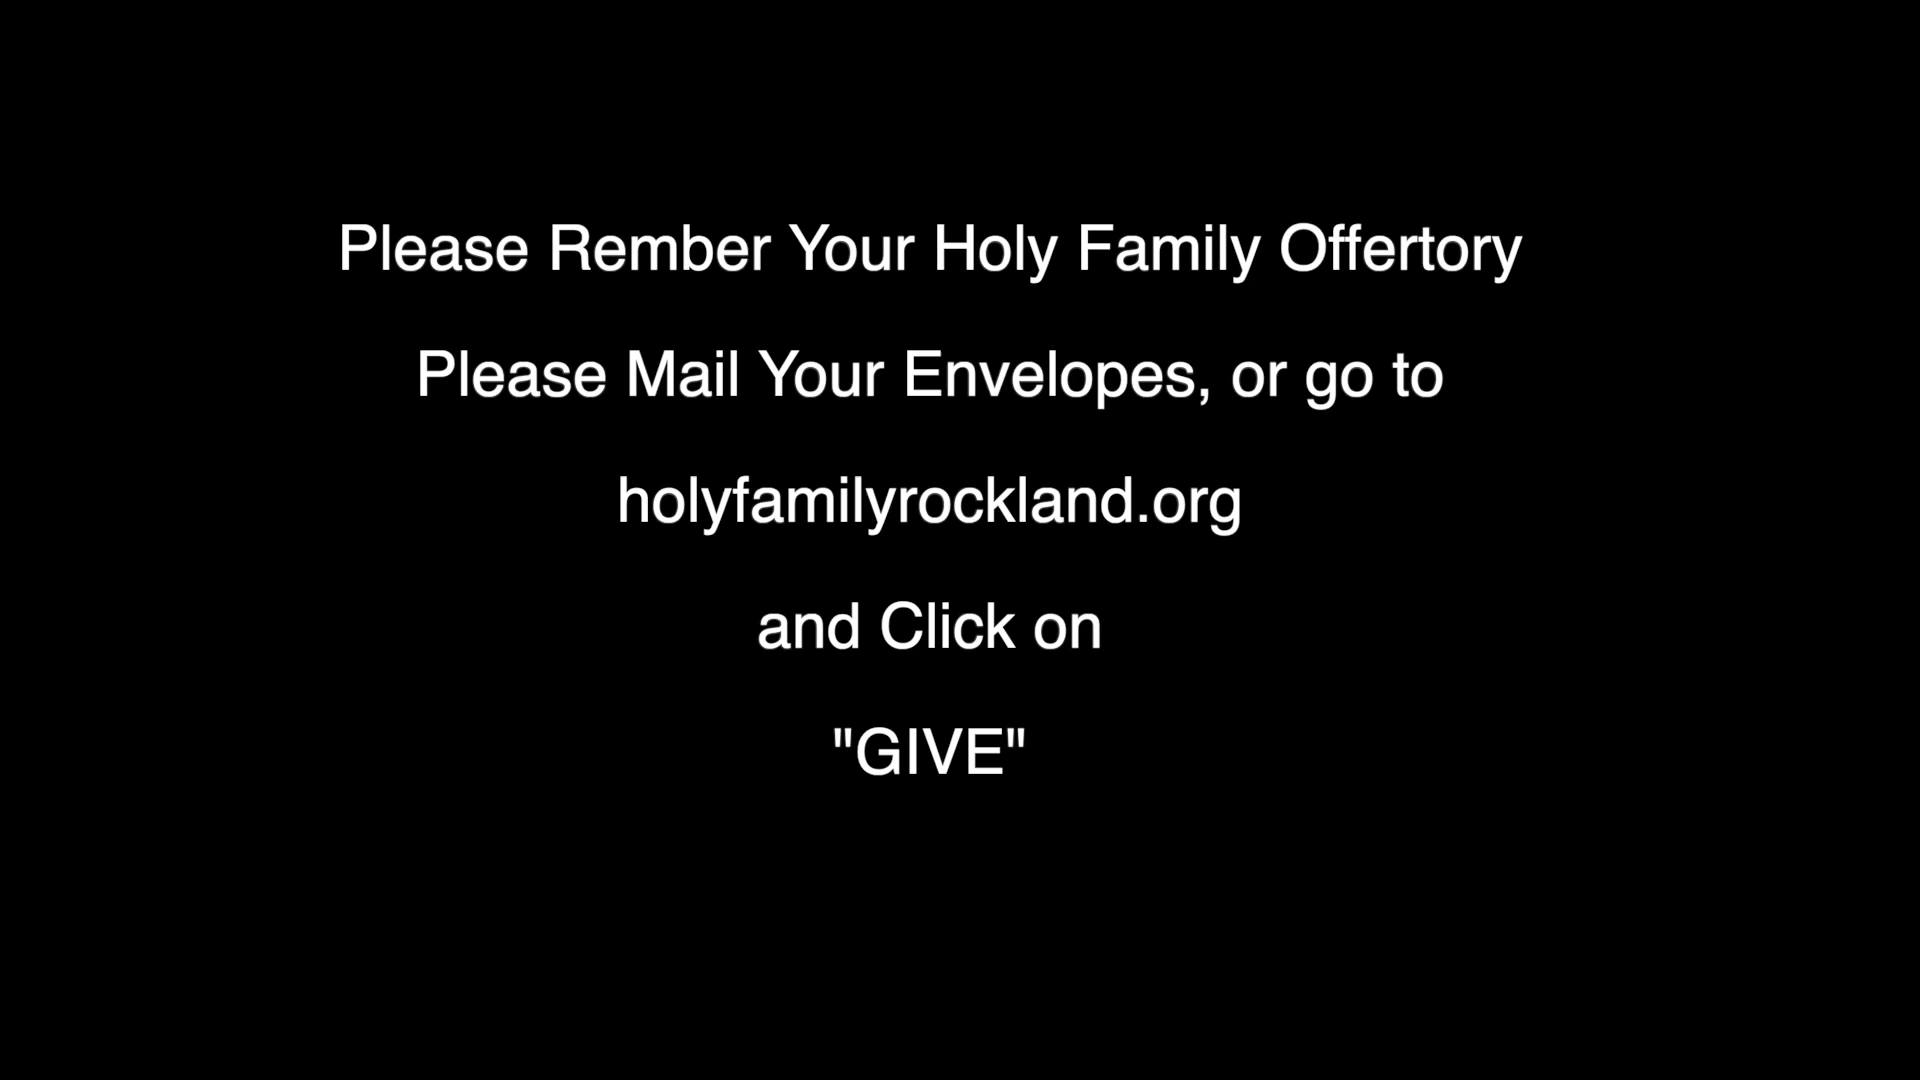 Please Rember Your Holy Family Offertory
Please Mail Your Envelopes, or go to
holyfamilyrockland.org
and Click on
"GIVE"